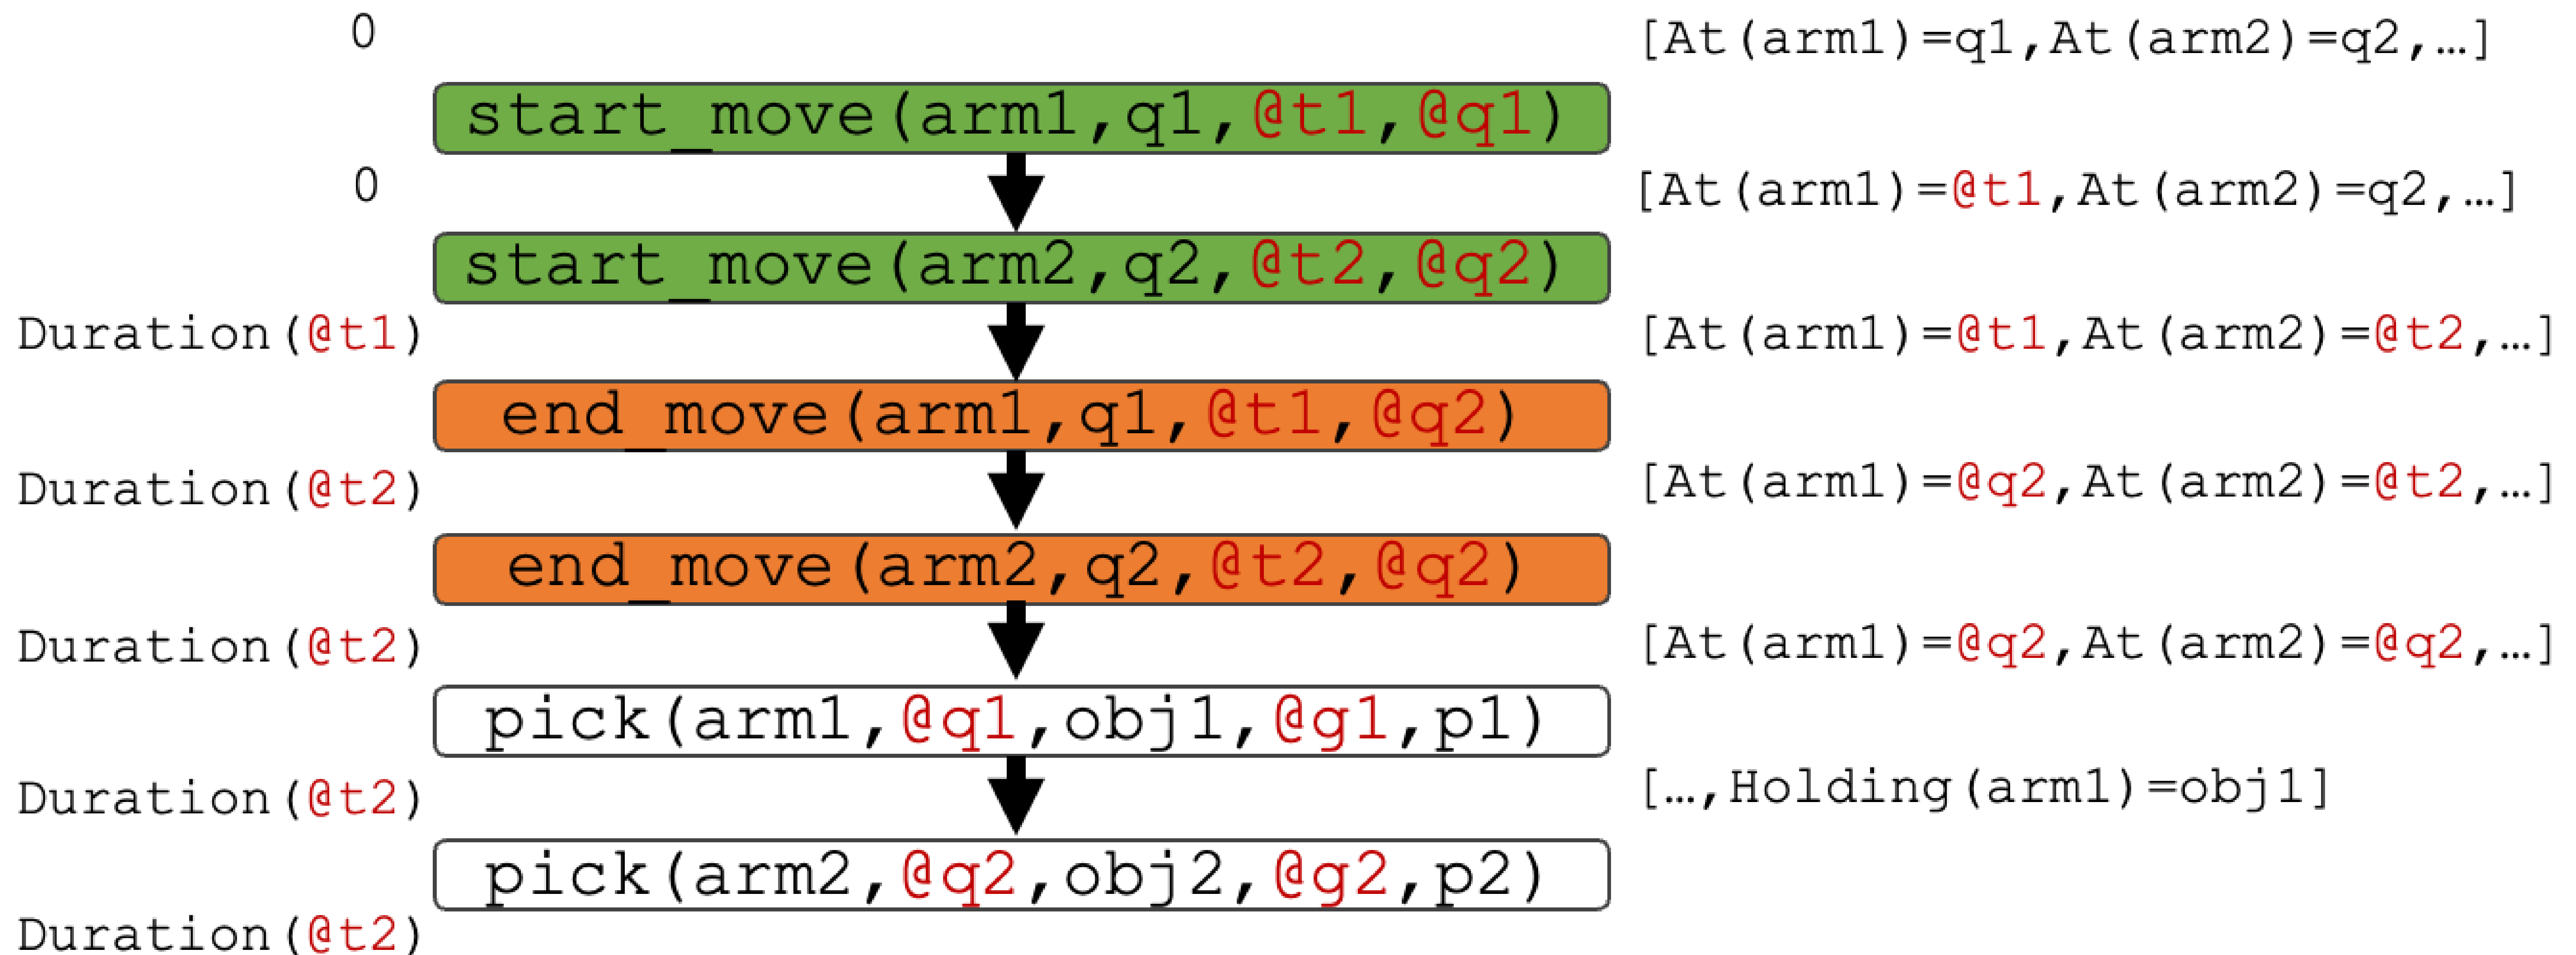 0
[At(arm1)=q1,At(arm2)=q2,…]
start_move(arm1,q1,@t1,@q1)
0
[At(arm1)=@t1,At(arm2)=q2,…]
start_move(arm2,q2,@t2,@q2)
Duration(@t1)
[At(arm1)=@t1,At(arm2)=@t2,…]
end_move(arm1,q1,@t1,@q2)
Duration(@t2)
[At(arm1)=@q2,At(arm2)=@t2,…]
end_move(arm2,q2,@t2,@q2)
Duration(@t2)
[At(arm1)=@q2,At(arm2)=@q2,…]
pick(arm1,@q1,obj1,@g1,p1)
Duration(@t2)
[…,Holding(arm1)=obj1]
pick(arm2,@q2,obj2,@g2,p2)
Duration(@t2)